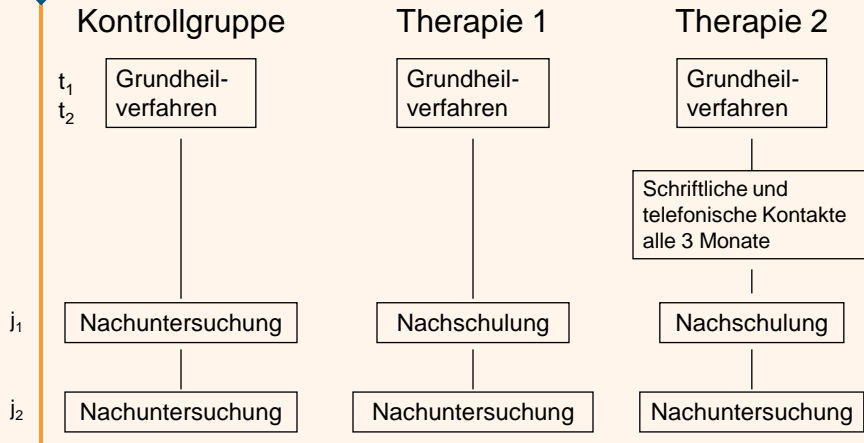 Kontrollgruppe Therapie 1 Therapie 2
t₁ Grundheil- Grundheil- Grundheil-
t₂ verfahren verfahren verfahren
Schriftliche und
telefonische Kontakte
alle 3 Monate
j₁ Nachuntersuchung Nachschulung Nachschulung
j₂ Nachuntersuchung Nachuntersuchung Nachuntersuchung